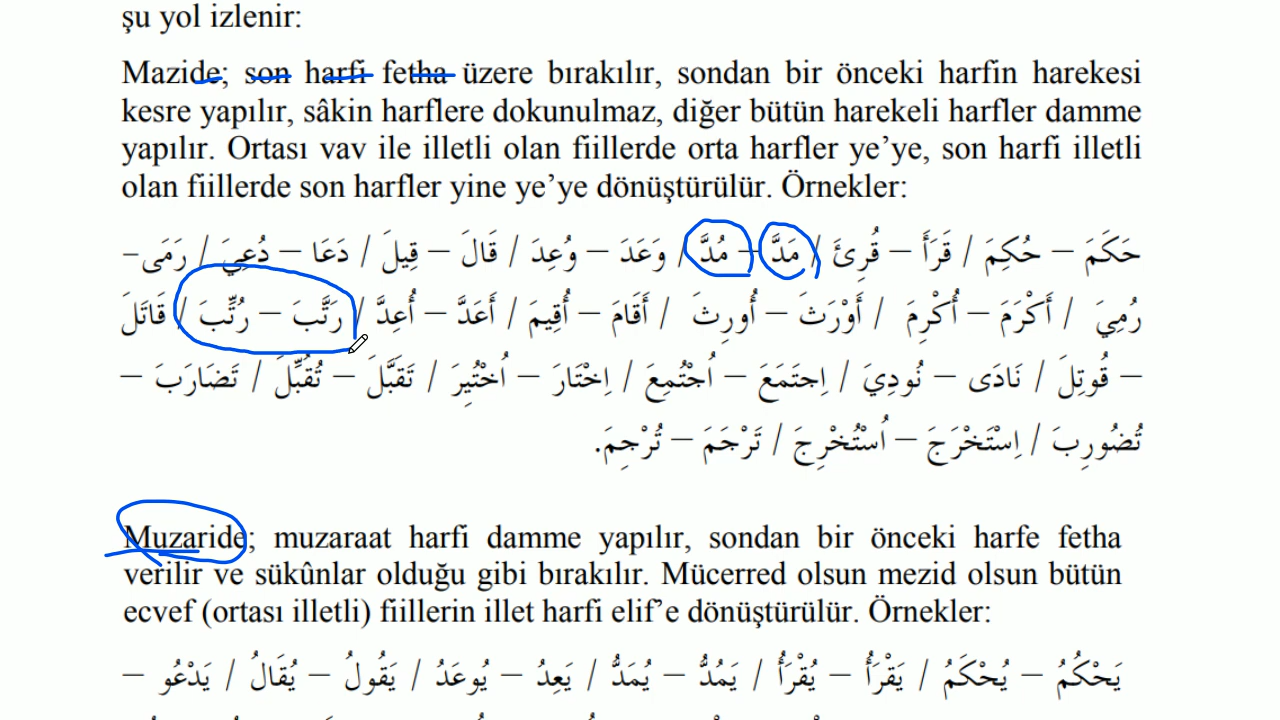 şu yol izlenir:
Mazide; son harfi fetha üzere bırakılır, sondan bir önceki harfin harekesi
kesre yapılır, sâkin harflere dokunulmaz, diğer bütün harekeli harfler damme
yapılır. Ortası vav ile illetli olan fiillerde orta harfler ye’ye, son harfi illetli
olan fiillerde son harfler yine ye’ye dönüştürülür. Örnekler:
حَكَمَ – حُكِمَ / قَرَأَ – قُرِئَ / مَدَّ – مُدَّ / وَعَدَ – وُعِدَ / قَالَ – قِيلَ / دَعَا – دُعِيَ / رَمَى –
رُمِيَ / أَكْرَمَ – أُكْرِمَ / أَوْرَثَ – أُورِثَ / أَقَامَ – أُقِيمَ / أَعَدَّ – أُعِدَّ / رَتَّبَ – رُتِّبَ / قَاتَلَ
– قُوتِلَ / نَادَى – نُودِيَ / اِجتَمَعَ – اُجْتُمِعَ / اِخْتَارَ – اُخْتُيِرَ / تَقَبَّلَ – تُقُبِّلَ / تَضَارَبَ –
تُضُورِبَ / اِسْتَخْرَجَ – اُسْتُخْرِجَ / تَرْجَمَ – تُرْجِمَ.
Muzaride; muzaraat harfi damme yapılır, sondan bir önceki harfe fetha
verilir ve sükûnlar olduğu gibi bırakılır. Mücerred olsun mezid olsun bütün
ecvef (ortası illetli) fiillerin illet harfi elif’e dönüştürülür. Örnekler:
يَحْكُمُ – يُحْكَمُ / يَقْرَأُ – يُقْرَأُ / يَمُدُّ – يُمَدُّ / يَعِدُ – يُوعَدُ / يَقُولُ – يُقَالُ / يَدْعُو –